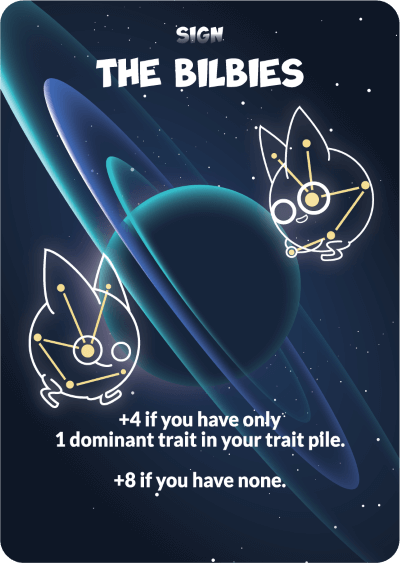 SIGN
THE BILBIES
+4 if you have only
1 dominant trait in your trait pile.
+8 if you have none.